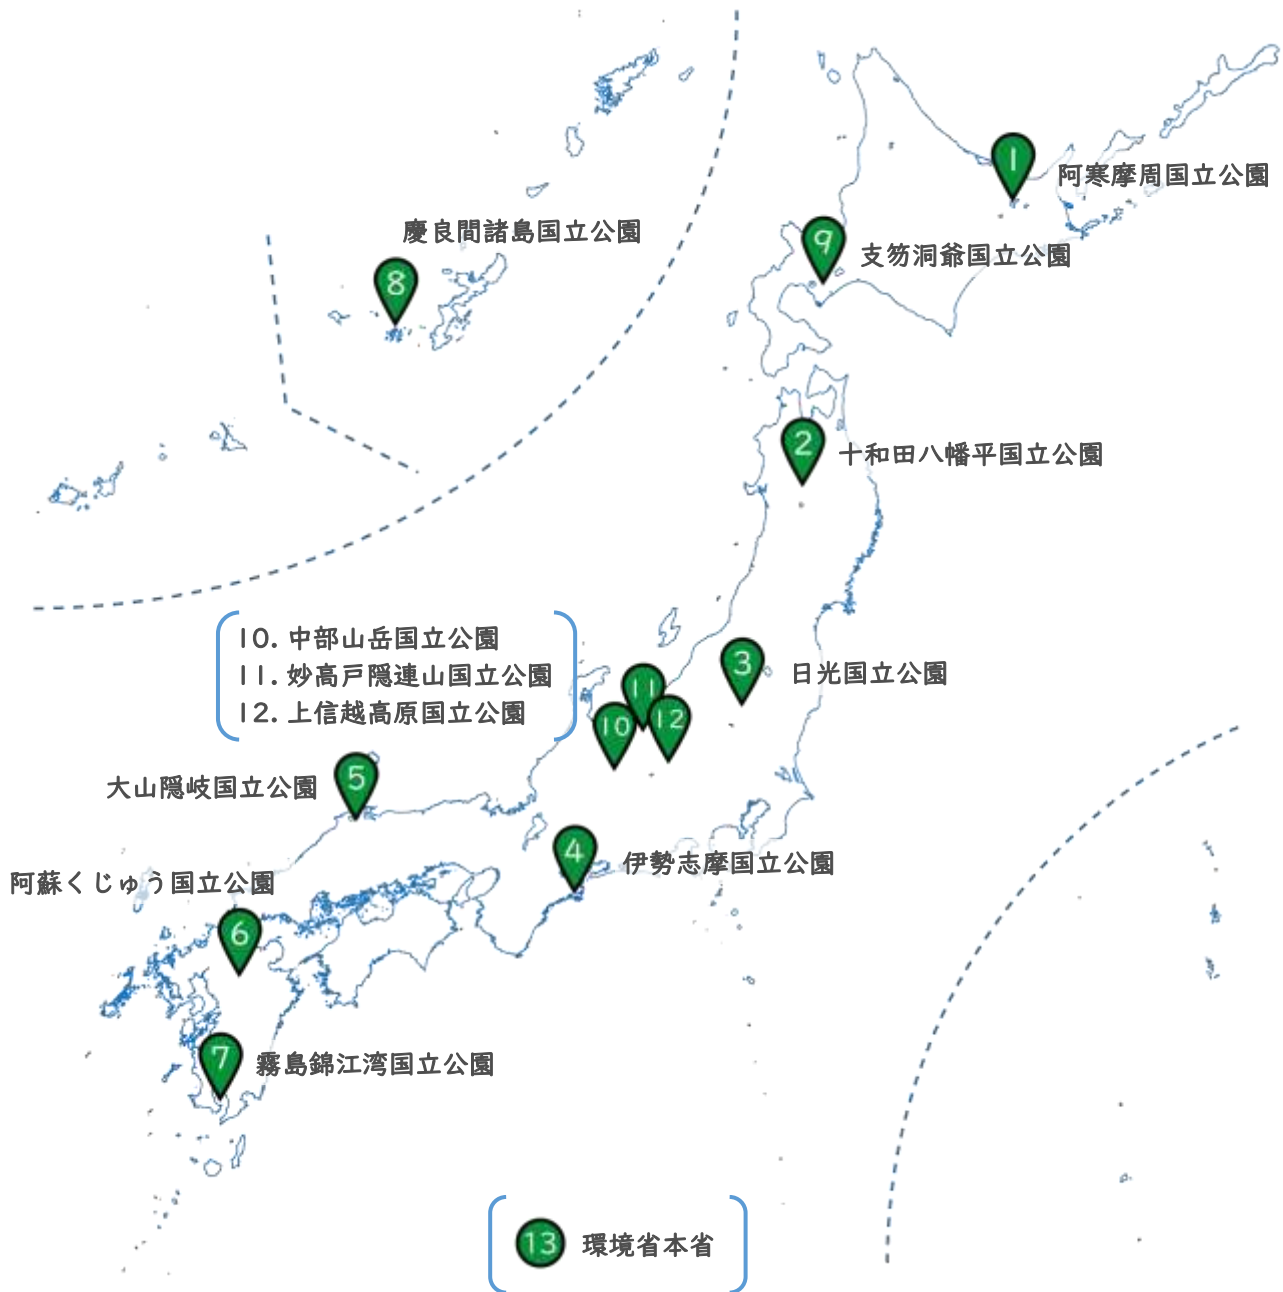 1
阿寒摩周国立公園
慶良間諸島国立公園
9
支笏洞爺国立公園
8
2
十和田八幡平国立公園
10. 中部山岳国立公園
11. 妙高戸隠連山国立公園
12. 上信越高原国立公園
3
日光国立公園
11
10
12
5
大山隠岐国立公園
4
伊勢志摩国立公園
阿蘇くじゅう国立公園
6
7
霧島錦江湾国立公園
13 環境省本省